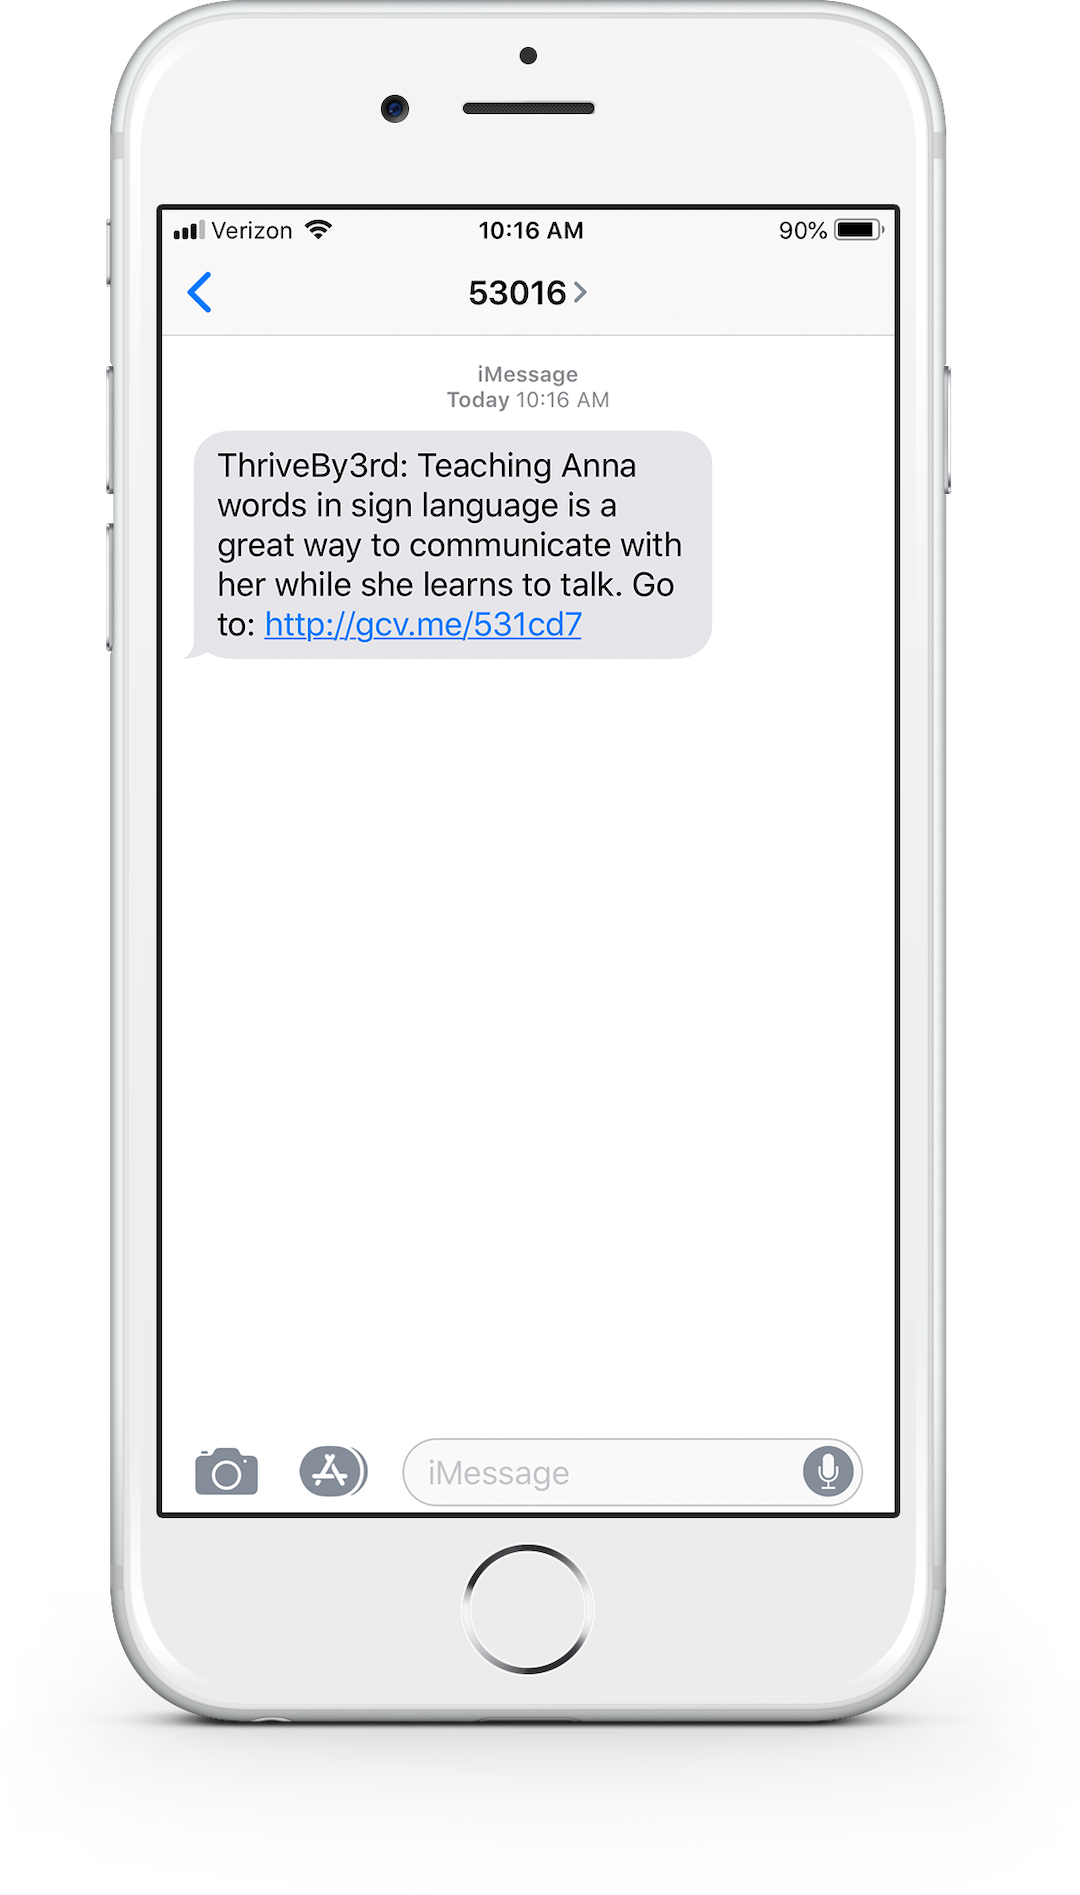 Verizon 10:16 AM 90%
53016
iMessage
Today 10:16 AM
ThriveBy3rd: Teaching Anna
words in sign language is a
great way to communicate with
her while she learns to talk. Go
to: http://gcv.me/531cd7
iMessage